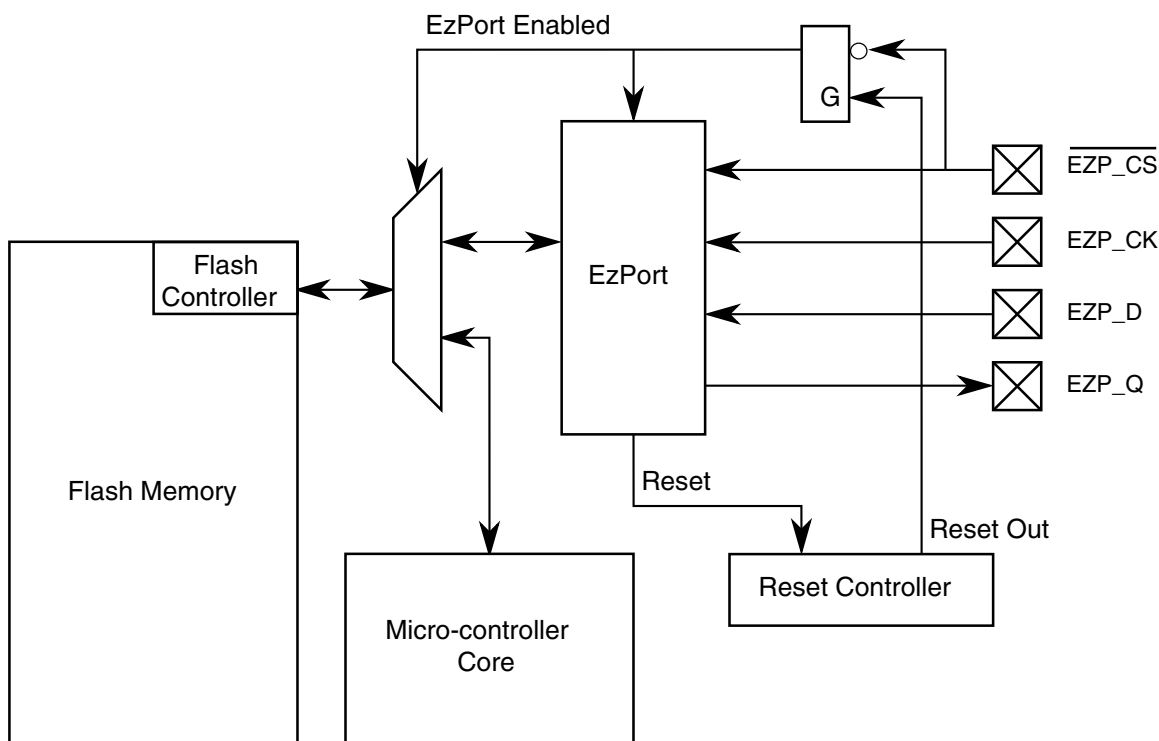 EzPort Enabled
G
EZP_CS
EZP_CK
EZP_D
EZP_Q
EzPort
Flash
Controller
Flash Memory
Reset
Reset Out
Reset Controller
Micro-controller
Core